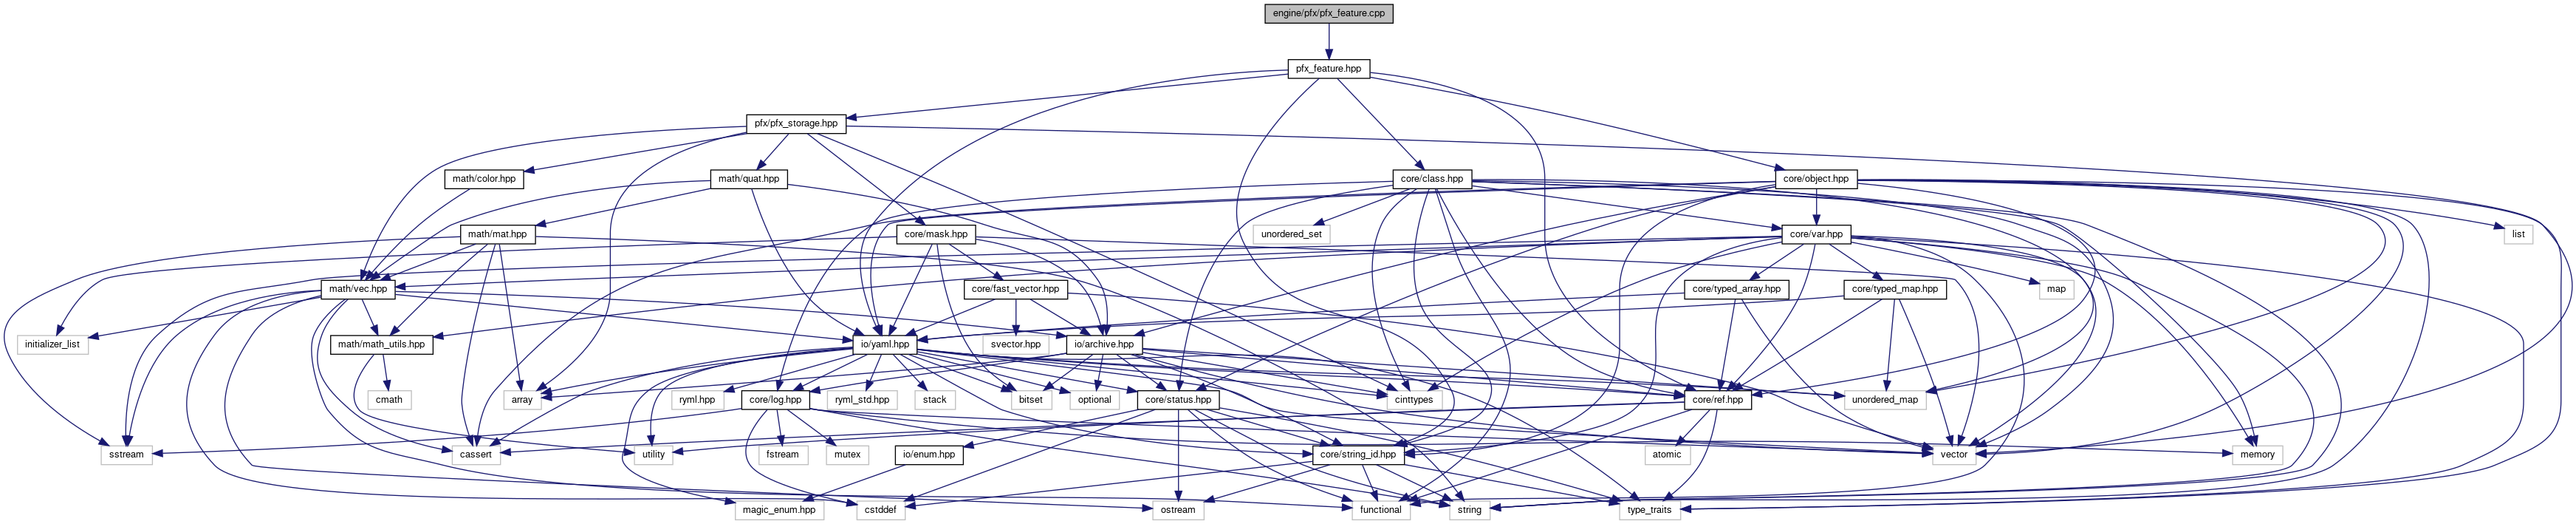 engine/pfx/pfx_feature.cpp
pfx_feature.hpp
pfx/pfx_storage.hpp
math/color.hpp
math/quat.hpp
core/class.hpp
core/object.hpp
math/mat.hpp
core/mask.hpp
unordered_set
core/var.hpp
list
math/vec.hpp
core/fast_vector.hpp
core/typed_array.hpp
core/typed_map.hpp
map
initializer_list
math/math_utils.hpp
io/yaml.hpp
svector.hpp
io/archive.hpp
cmath
array
ryml.hpp
core/log.hpp
ryml_std.hpp
stack
bitset
optional
core/status.hpp
cinttypes
core/ref.hpp
unordered_map
sstream
cassert
utility
fstream
mutex
io/enum.hpp
core/string_id.hpp
atomic
vector
memory
magic_enum.hpp
cstddef
ostream
functional
string
type_traits